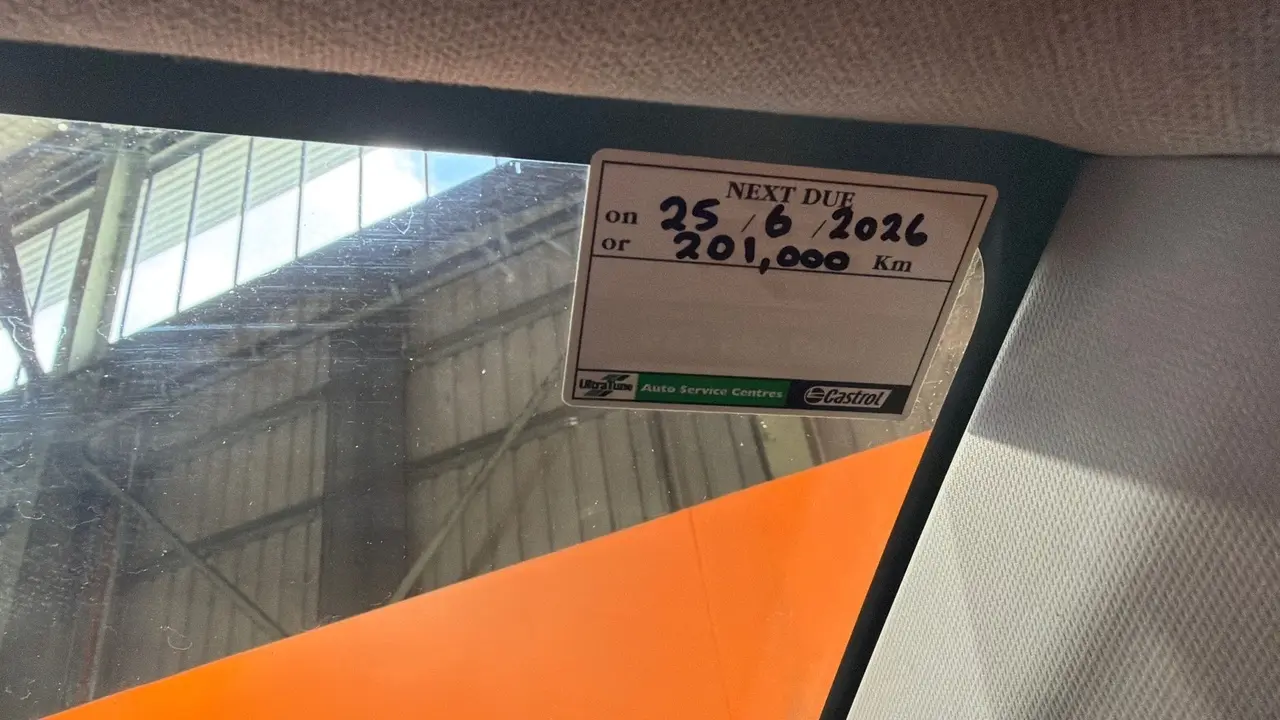 NEXT DUE
on 25 / 6 / 2026
or 201,000 Km
UltraTune Auto Service Centres Castrol